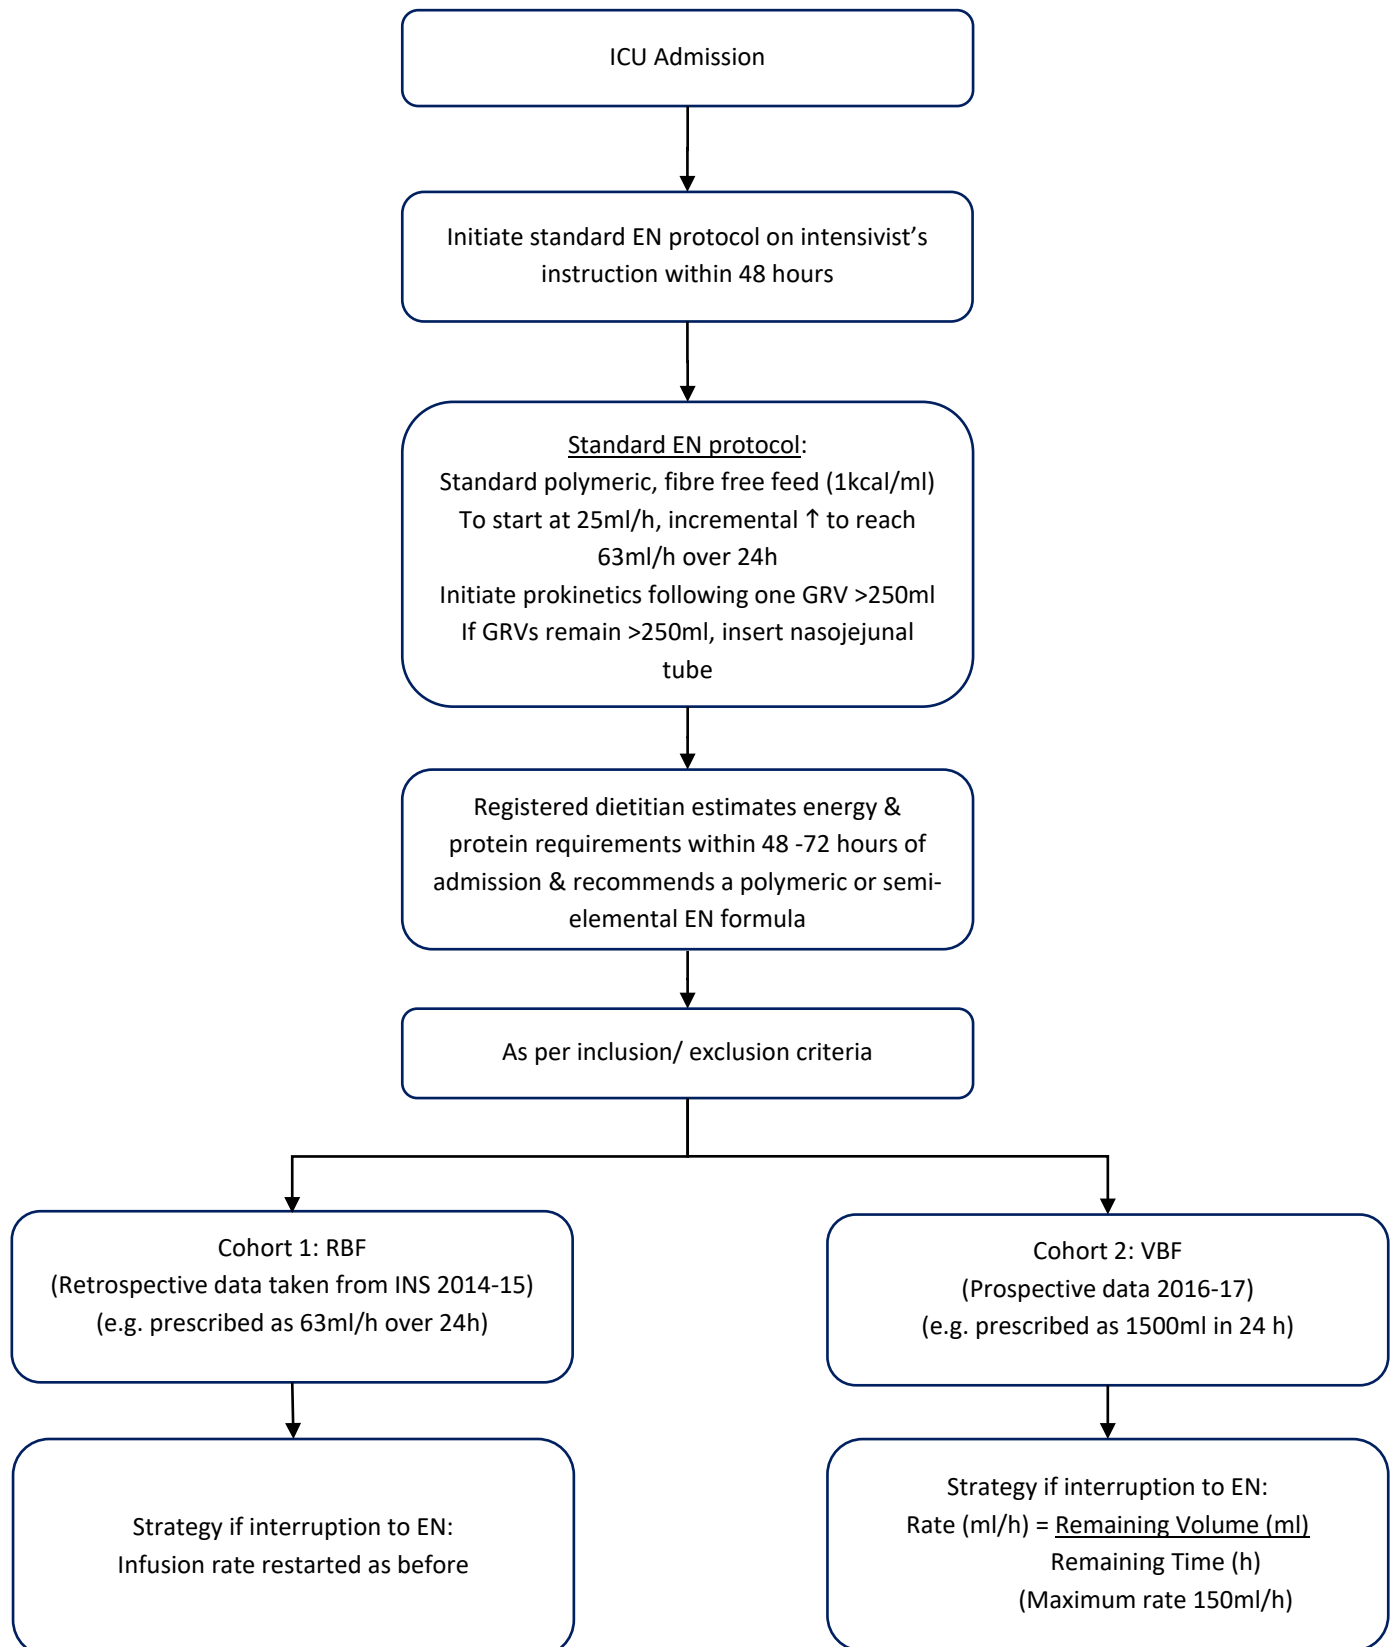 ICU Admission
Initiate standard EN protocol on intensivist’s
instruction within 48 hours
Standard EN protocol:
Standard polymeric, fibre free feed (1kcal/ml)
To start at 25ml/h, incremental ↑ to reach
63ml/h over 24h
Initiate prokinetics following one GRV >250ml
If GRVs remain >250ml, insert nasojejunal
tube
Registered dietitian estimates energy &
protein requirements within 48 -72 hours of
admission & recommends a polymeric or semi-
elemental EN formula
As per inclusion/ exclusion criteria
Cohort 1: RBF
(Retrospective data taken from INS 2014-15)
(e.g. prescribed as 63ml/h over 24h)
Cohort 2: VBF
(Prospective data 2016-17)
(e.g. prescribed as 1500ml in 24 h)
Strategy if interruption to EN:
Infusion rate restarted as before
Strategy if interruption to EN:
Rate (ml/h) = Remaining Volume (ml)
Remaining Time (h)
(Maximum rate 150ml/h)